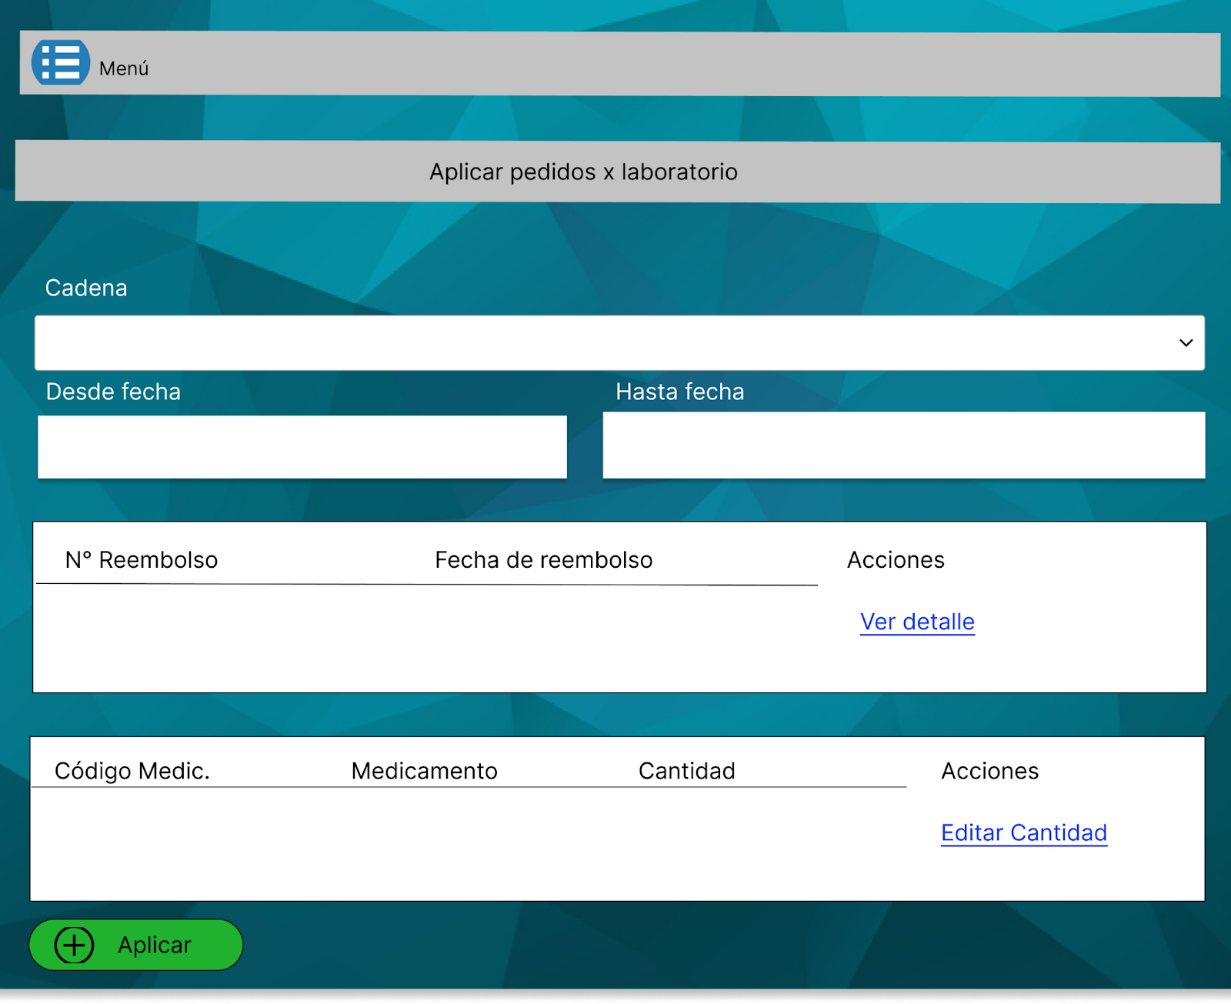 Menú
Aplicar pedidos x laboratorio
Cadena
Desde fecha Hasta fecha
N° Reembolso Fecha de reembolso Acciones
Ver detalle
Código Medic. Medicamento Cantidad Acciones
Editar Cantidad
Aplicar